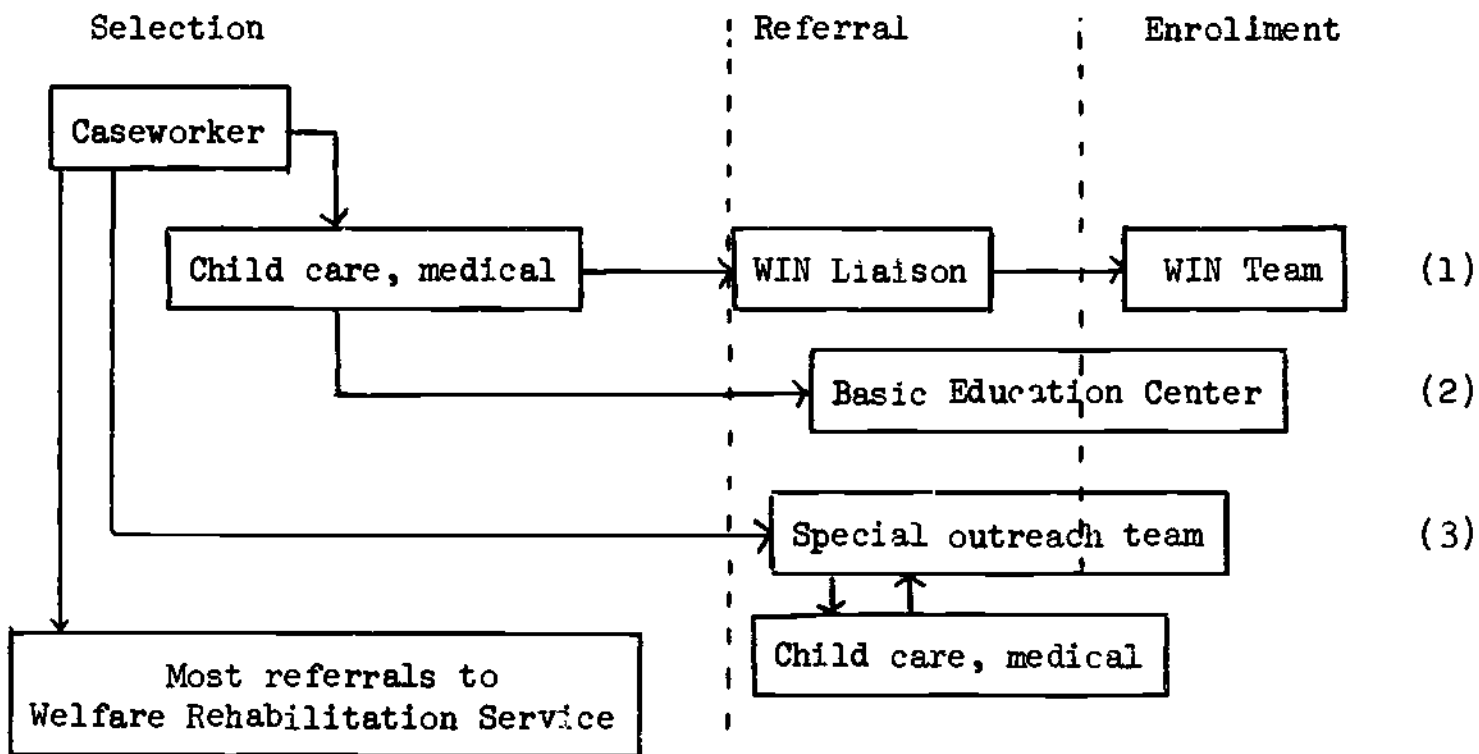 Selection Referral Enrollment
Caseworker
Child care, medical WIN Liaison WIN Team (1)
Basic Education Center (2)
Special outreach team (3)
Child care, medical
Most referrals to
Welfare Rehabilitation Service